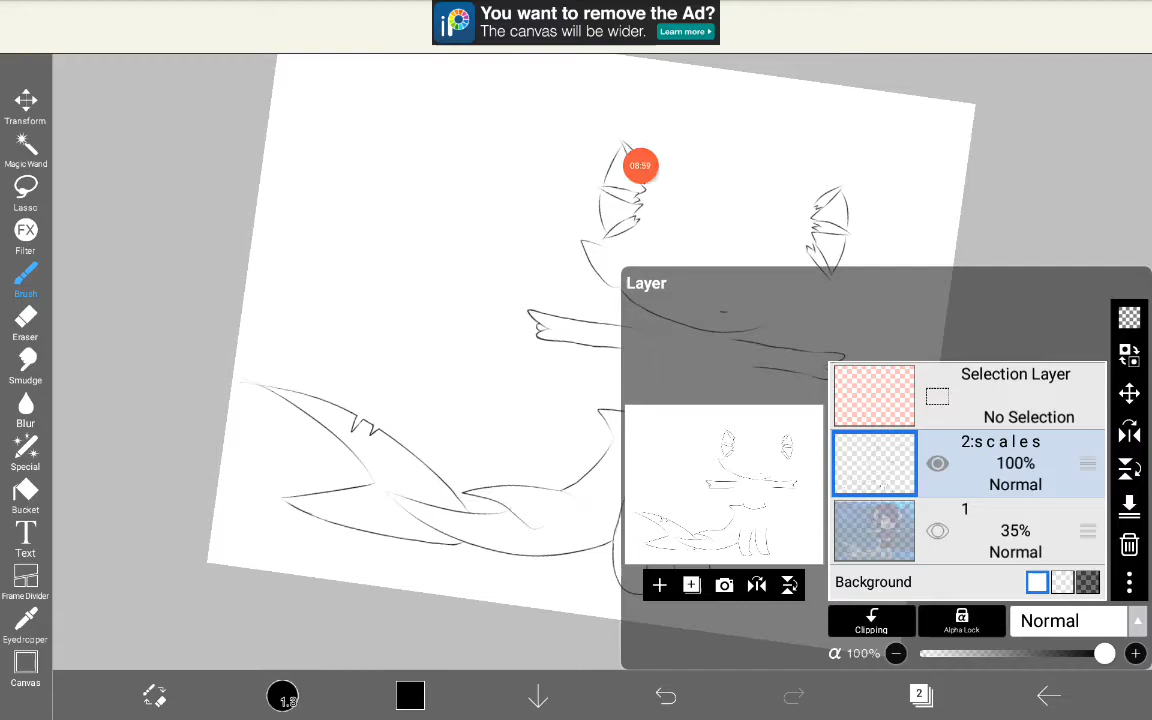 You want to remove the Ad?
The canvas will be wider.
Learn more
Transform
Magic Wand
Lasso
FX
Filter
Brush
Eraser
Smudge
Blur
Special
Bucket
T
Text
Frame Divider
Eyedropper
Canvas
08:59
Layer
Selection Layer
No Selection
2:s c a l e s
100%
Normal
1
35%
Normal
Background
Clipping
Alpha Lock
Normal
α 100%
1.3
2